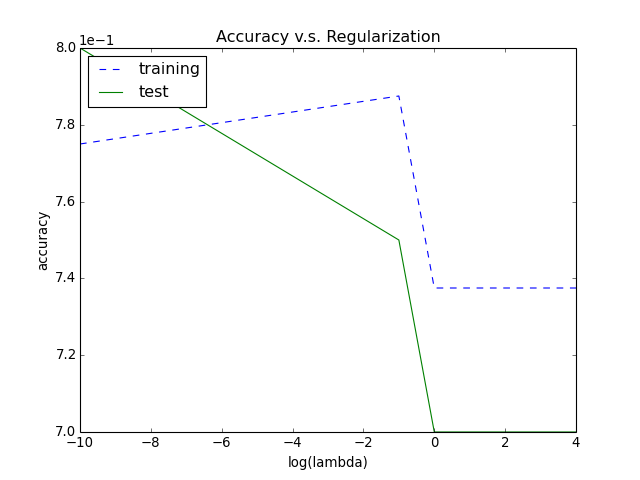 Accuracy v.s. Regularization
1e−1
8.0
7.8
7.6
7.4
7.2
7.0
accuracy
training
test
−10 −8 −6 −4 −2 0 2 4
log(lambda)